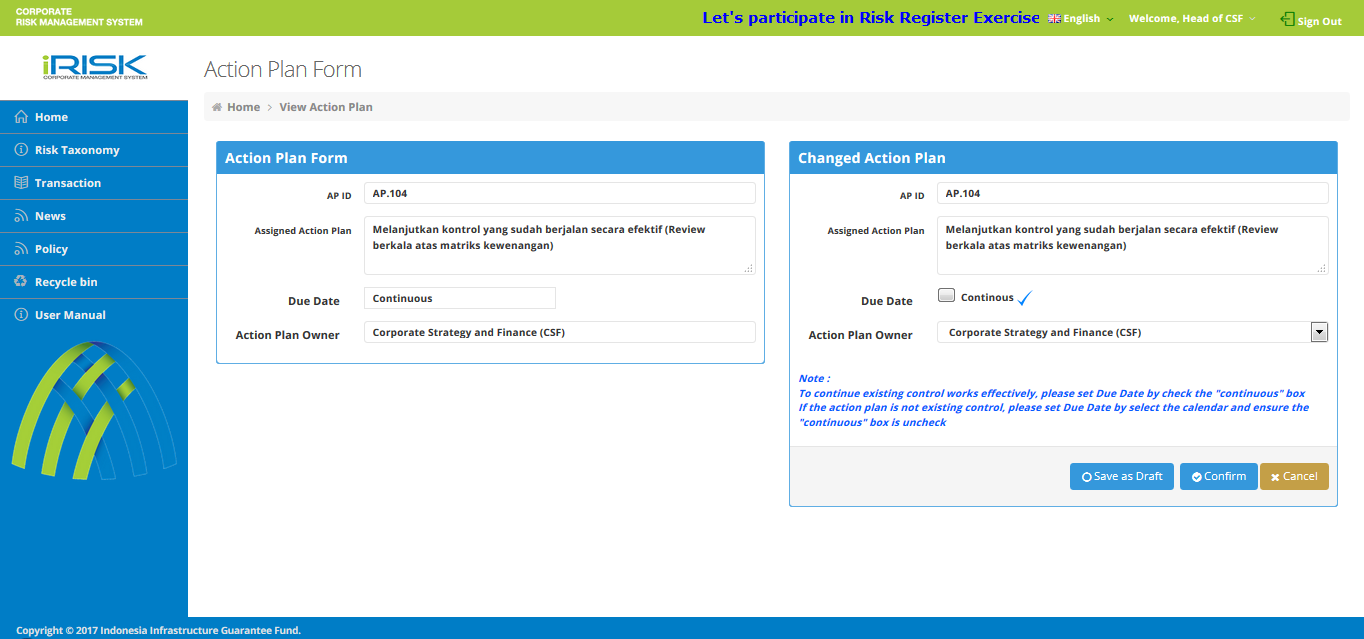 CORPORATE
RISK MANAGEMENT SYSTEM
Let's participate in Risk Register Exercise
English
Welcome, Head of CSF
Sign Out
iRISK
CORPORATE MANAGEMENT SYSTEM
Home
Risk Taxonomy
Transaction
News
Policy
Recycle bin
User Manual
Action Plan Form
Home > View Action Plan
Action Plan Form
AP ID AP.104
Assigned Action Plan Melanjutkan kontrol yang sudah berjalan secara efektif (Review
berkala atas matriks kewenangan)
Due Date Continuous
Action Plan Owner Corporate Strategy and Finance (CSF)
Changed Action Plan
AP ID AP.104
Assigned Action Plan Melanjutkan kontrol yang sudah berjalan secara efektif (Review
berkala atas matriks kewenangan)
Due Date Continous
Action Plan Owner Corporate Strategy and Finance (CSF)
Note :
To continue existing control works effectively, please set Due Date by check the "continuous" box
If the action plan is not existing control, please set Due Date by select the calendar and ensure the
"continuous" box is uncheck
Save as Draft
Confirm
Cancel
Copyright © 2017 Indonesia Infrastructure Guarantee Fund.